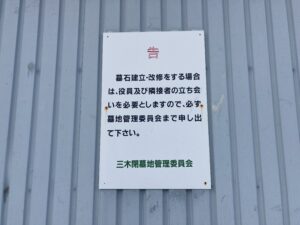 告
墓石建立・改修をする場合
は、役員及び隣接者の立ち会
いを必要としますので、必ず
墓地管理委員会まで申し出
て下さい。
三木閉墓地管理委員会